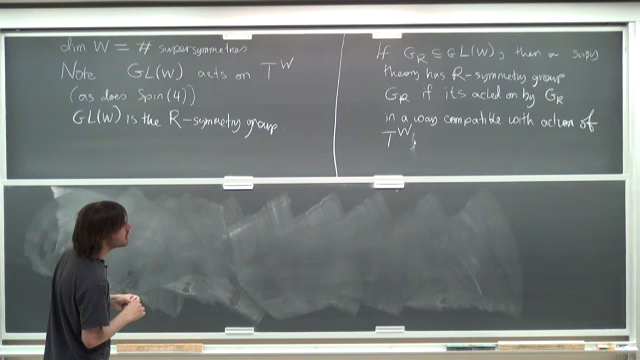 dim W = # supersymmetries
Note GL(W) acts on T^W
(as does Spin(4))
GL(W) is the R-symmetry group.
If G_R ⊆ GL(W), then a susy
theory has R-symmetry group
G_R if its acted on by G_R
in a way compatible with action of
T^W